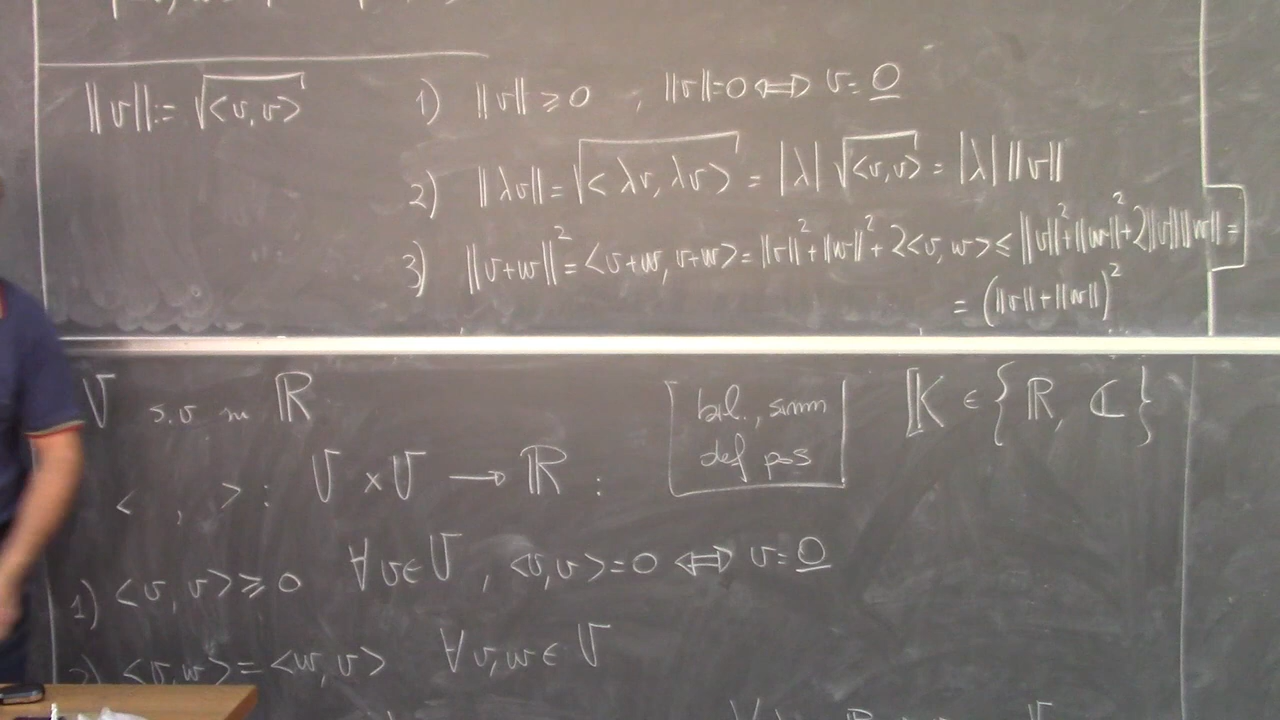 ||v|| := √<v, v>
1) ||v|| ≥ 0 , ||v|| = 0 ⟺ v = 0
2) ||λv|| = √<λv, λv> = |λ| √<v, v> = |λ| ||v||
3) ||v+w||² = <v+w, v+w> = ||v||² + ||w||² + 2<v, w> ≤ ||v||² + ||w||² + 2||v|| ||w|| =
= (||v|| + ||w||)²
V s.v su ℝ
bil., simm
def pos
𝕂 ∈ {ℝ, ℂ}
< , > : V × V → ℝ :
1) <v, v> ≥ 0 ∀ v ∈ V , <v, v> = 0 ⟺ v = 0
2) <v, w> = <w, v> ∀ v, w ∈ V